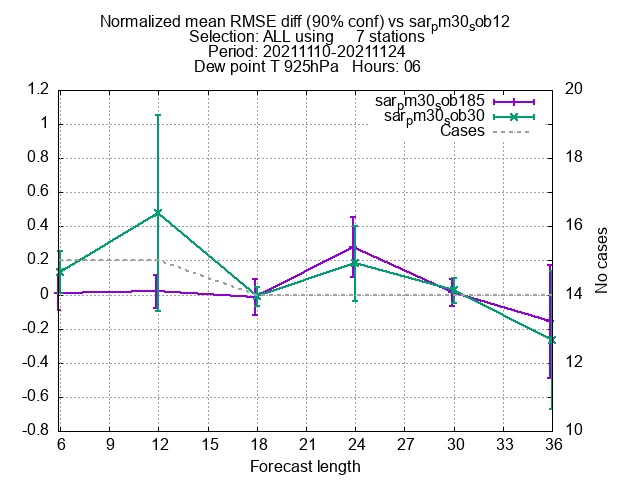 Normalized mean RMSE diff (90% conf) vs sarpm30sob12
Selection: ALL using 7 stations
Period: 20211110-20211124
Dew point T 925hPa Hours: 06
sarpm30sob185
sarpm30sob30
Cases
1.2
1
0.8
0.6
0.4
0.2
0
-0.2
-0.4
-0.6
-0.8
20
18
16
14
12
10
No cases
6 9 12 15 18 21 24 27 30 33 36
Forecast length